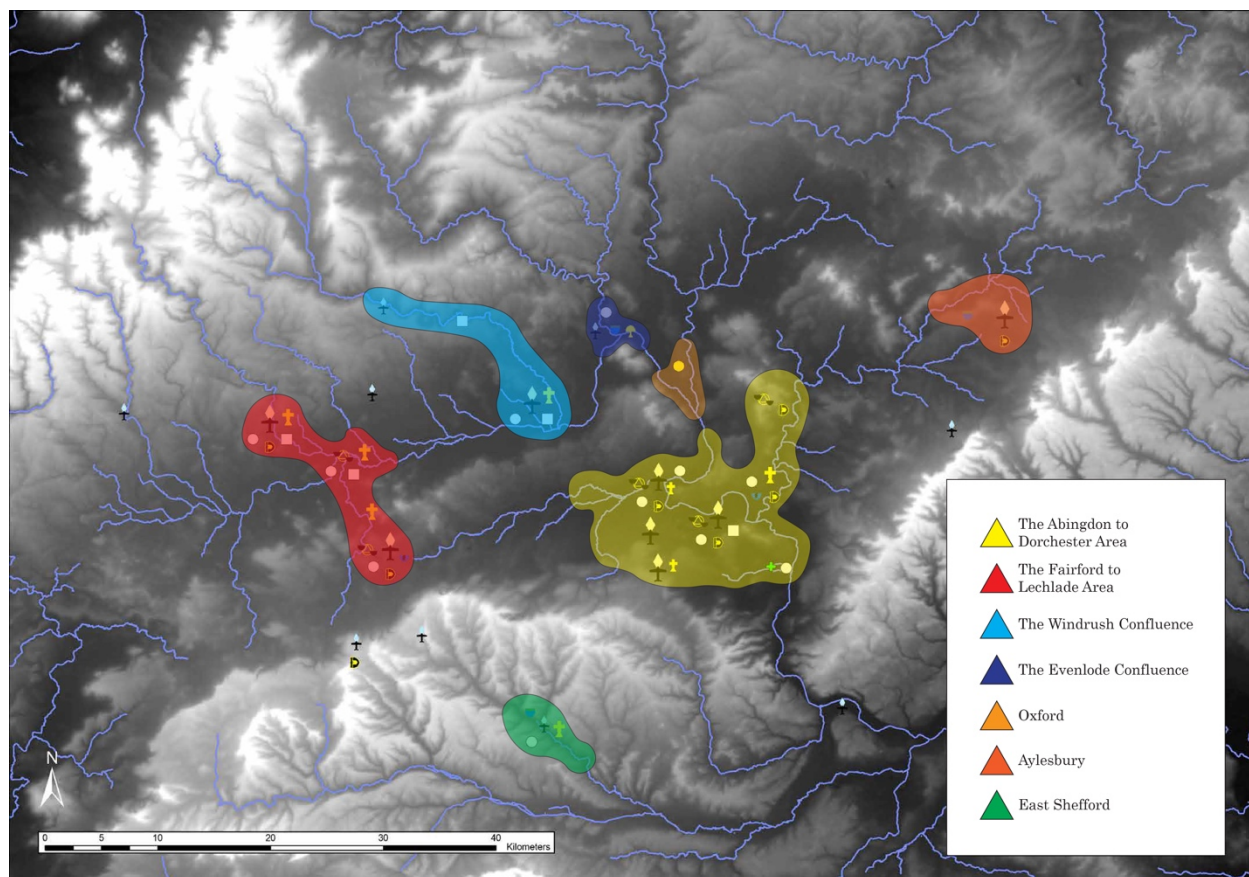 The Abingdon to
Dorchester Area
The Fairford to
Lechlade Area
The Windrush Confluence
The Evenlode Confluence
Oxford
Aylesbury
East Shefford
N
0 5 10 20 30 40
Kilometers